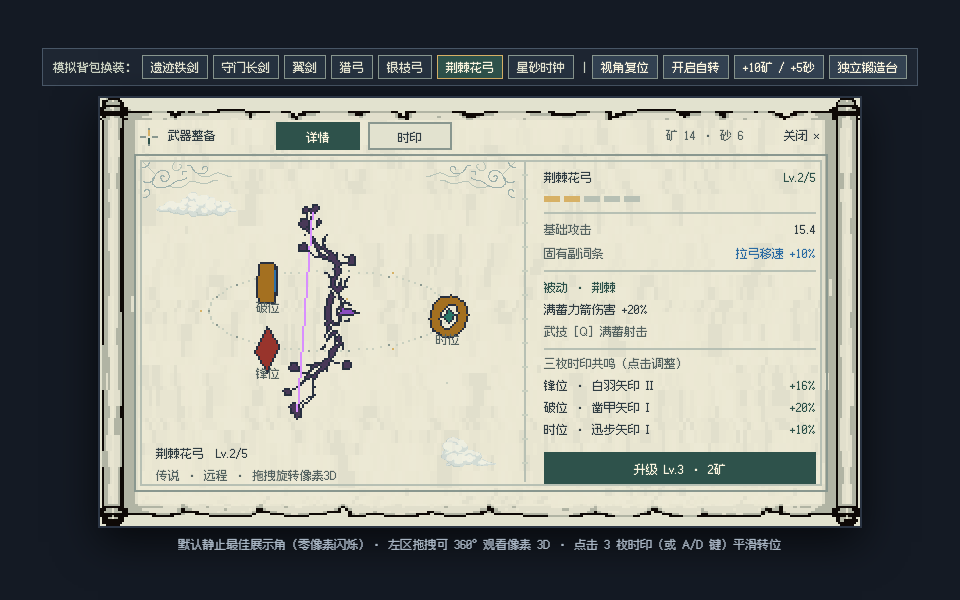 模拟背包换装： 遗迹铁剑 守门长剑 翼剑 猎弓 银枝弓 荆棘花弓 星砂时钟 | 视角复位 开启自转 +10矿 / +5砂 独立锻造台
武器整备 详情 时印 矿 14 · 砂 6 关闭 ×
破位
锋位
时位
荆棘花弓 Lv.2/5
传说 · 远程 · 拖拽旋转像素3D
荆棘花弓 Lv.2/5
基础攻击 15.4
固有副词条 拉弓移速 +10%
被动 · 荆棘
满蓄力箭伤害 +20%
武技 [Q] 满蓄射击
三枚时印共鸣（点击调整）
锋位 · 白羽矢印 II +16%
破位 · 凿甲矢印 I +20%
时位 · 迅步矢印 I +10%
升级 Lv.3 · 2矿
默认静止最佳展示角（零像素闪烁） · 左区拖拽可 360° 观看像素 3D · 点击 3 枚时印（或 A/D 键）平滑转位